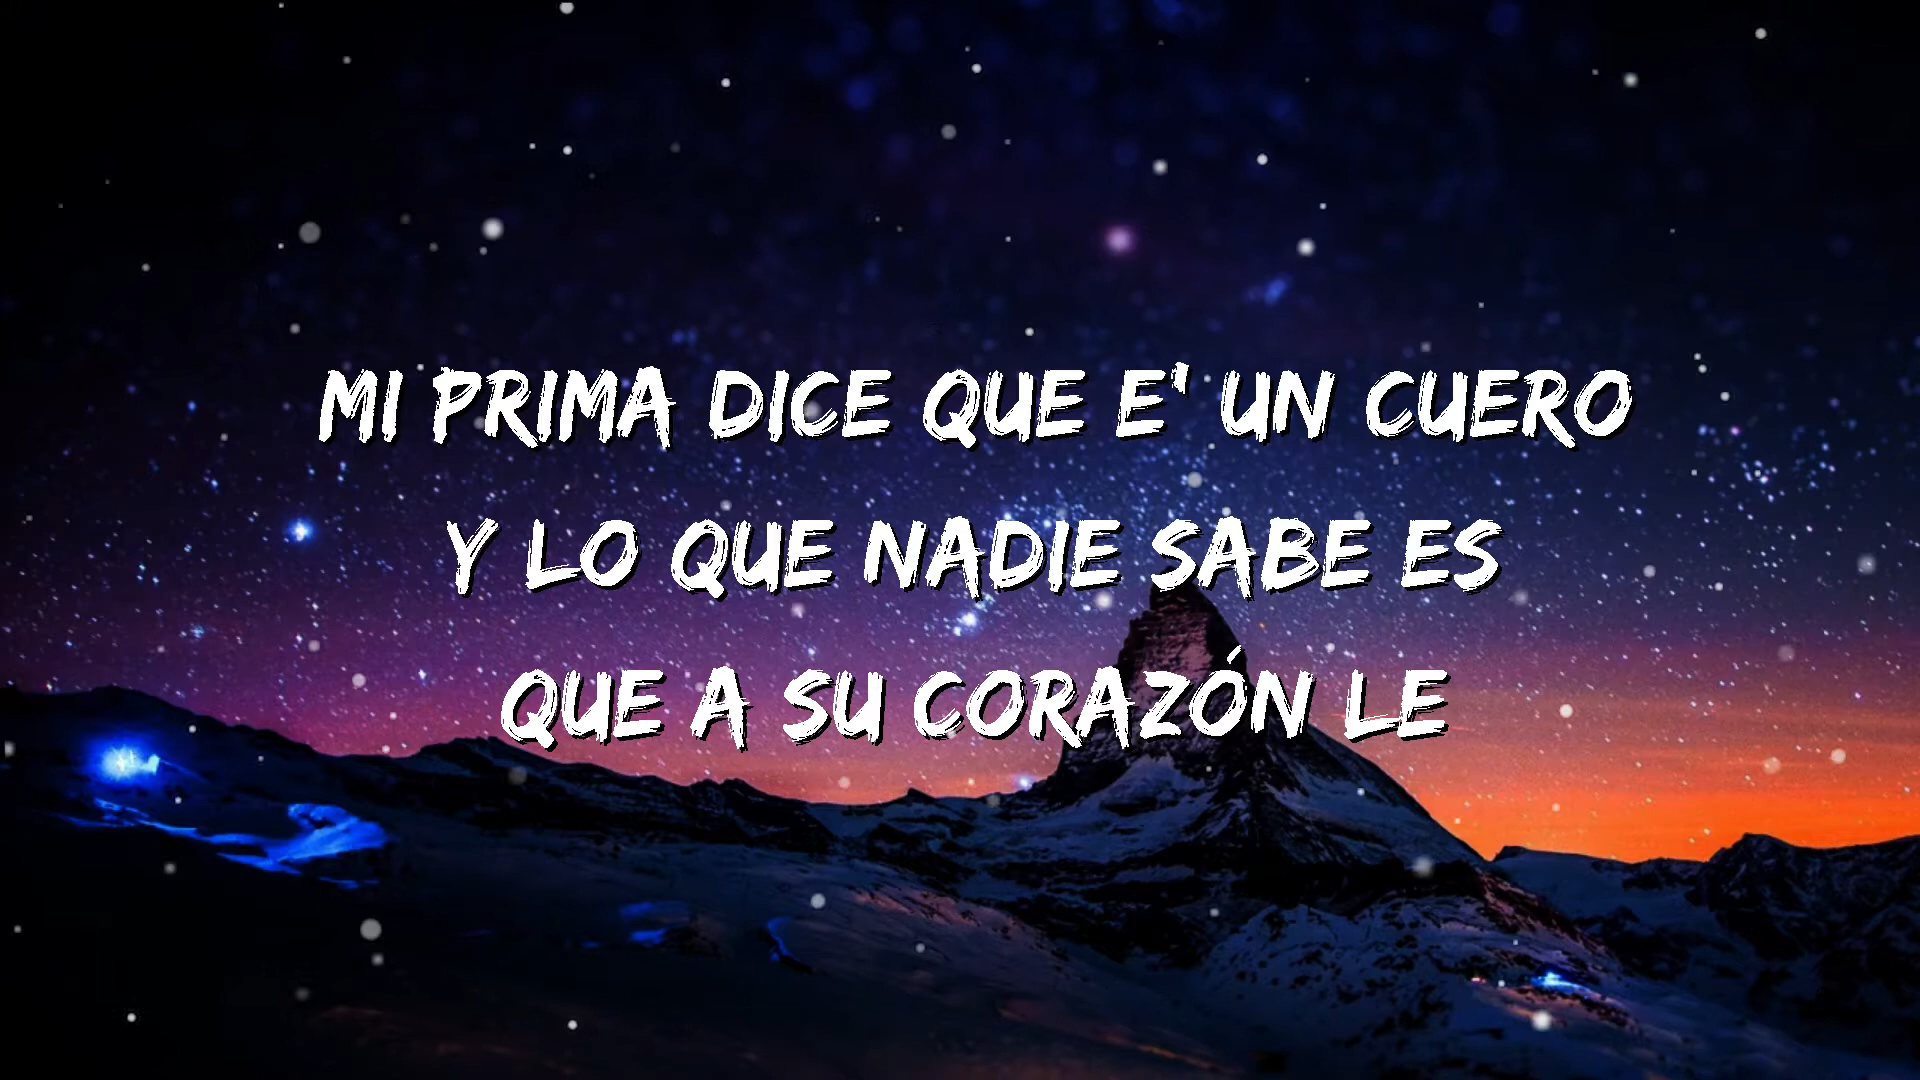 MI PRIMA DICE QUE E' UN CUERO
Y LO QUE NADIE SABE ES
QUE A SU CORAZÓN LE